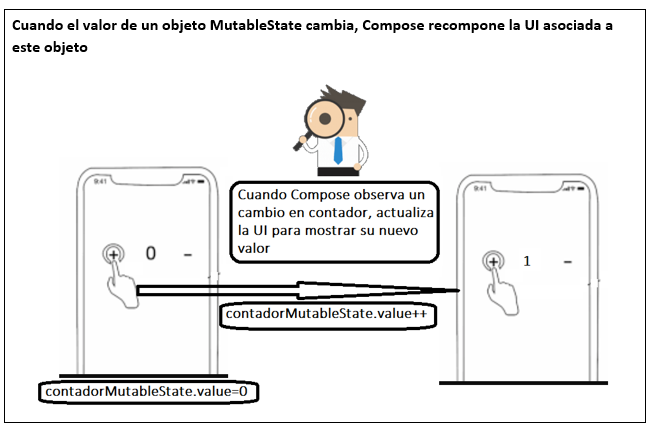 Cuando el valor de un objeto MutableState cambia, Compose recompone la UI asociada a
este objeto
9:41
Cuando Compose observa un
cambio en contador, actualiza
la UI para mostrar su nuevo
valor
9:41
+ 0 -
+ 1 -
contadorMutableState.value++
contadorMutableState.value=0